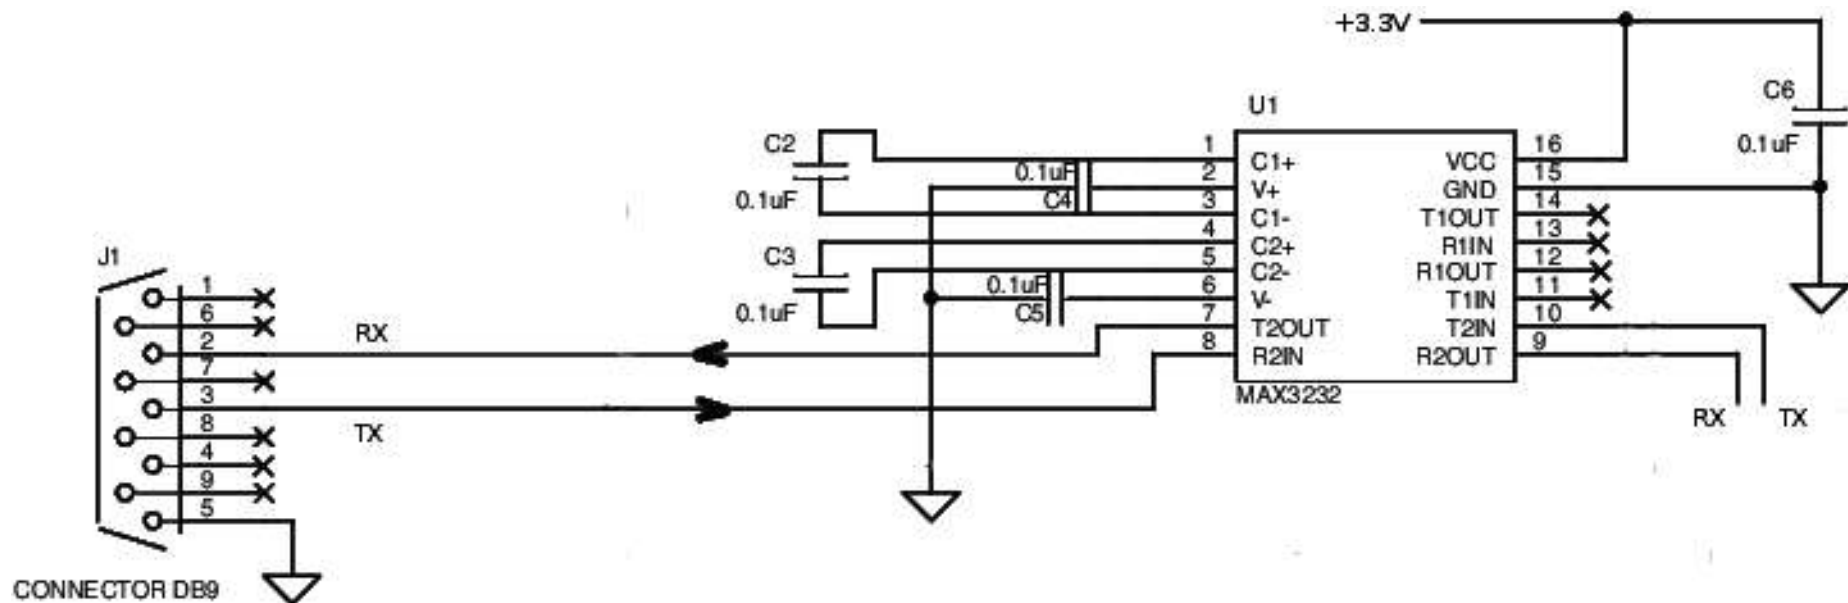 +3.3V
C6
0.1uF
U1
C2
0.1uF
0.1uF
C4
C3
0.1uF
0.1uF
C5
1
2
3
4
5
6
7
8
C1+
V+
C1-
C2+
C2-
V-
T2OUT
R2IN
VCC
GND
T1OUT
R1IN
R1OUT
T1IN
T2IN
R2OUT
16
15
14
13
12
11
10
9
MAX3232
RX TX
J1
1
6
2
7
3
8
4
9
5
RX
TX
CONNECTOR DB9